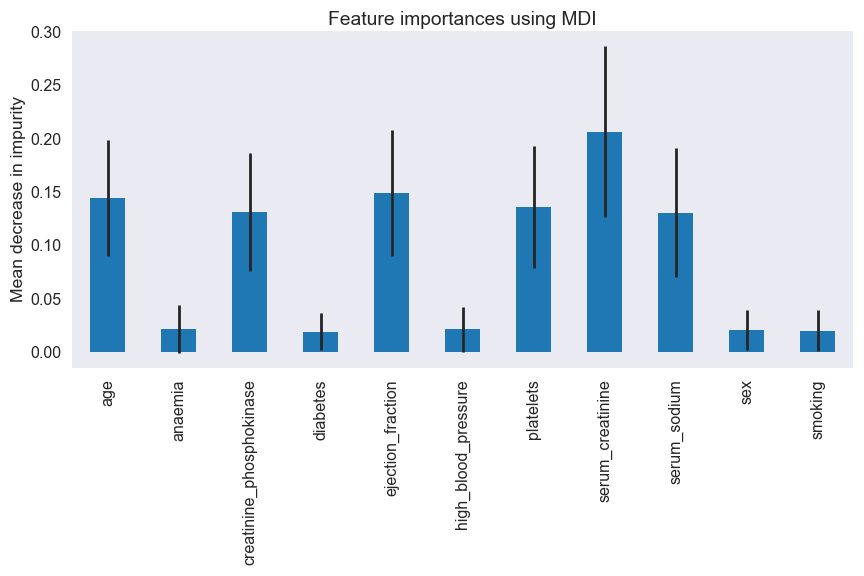 Feature importances using MDI
Mean decrease in impurity
0.30
0.25
0.20
0.15
0.10
0.05
0.00
age
anaemia
creatinine_phosphokinase
diabetes
ejection_fraction
high_blood_pressure
platelets
serum_creatinine
serum_sodium
sex
smoking